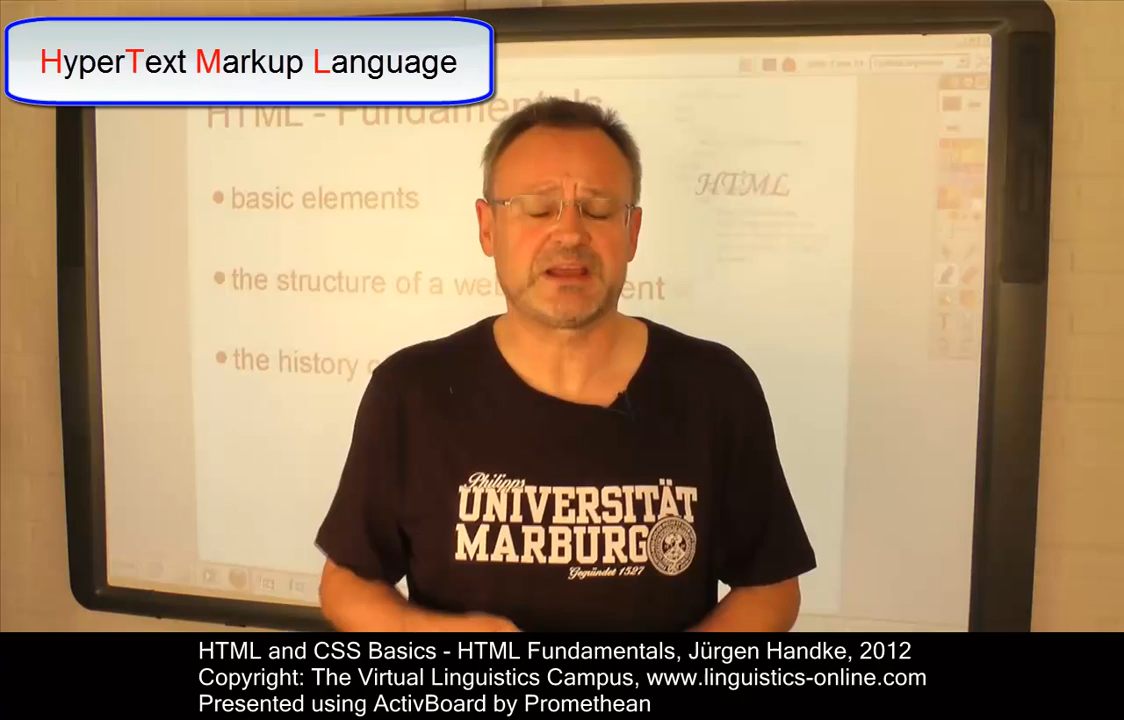 HyperText Markup Language
HTML - Fundamentals
• basic elements
HTML
• the structure of a
• the history
Philipps
UNIVERSITÄT
MARBURG
Gegründet 1527
HTML and CSS Basics - HTML Fundamentals, Jürgen Handke, 2012
Copyright: The Virtual Linguistics Campus, www.linguistics-online.com
Presented using ActivBoard by Promethean